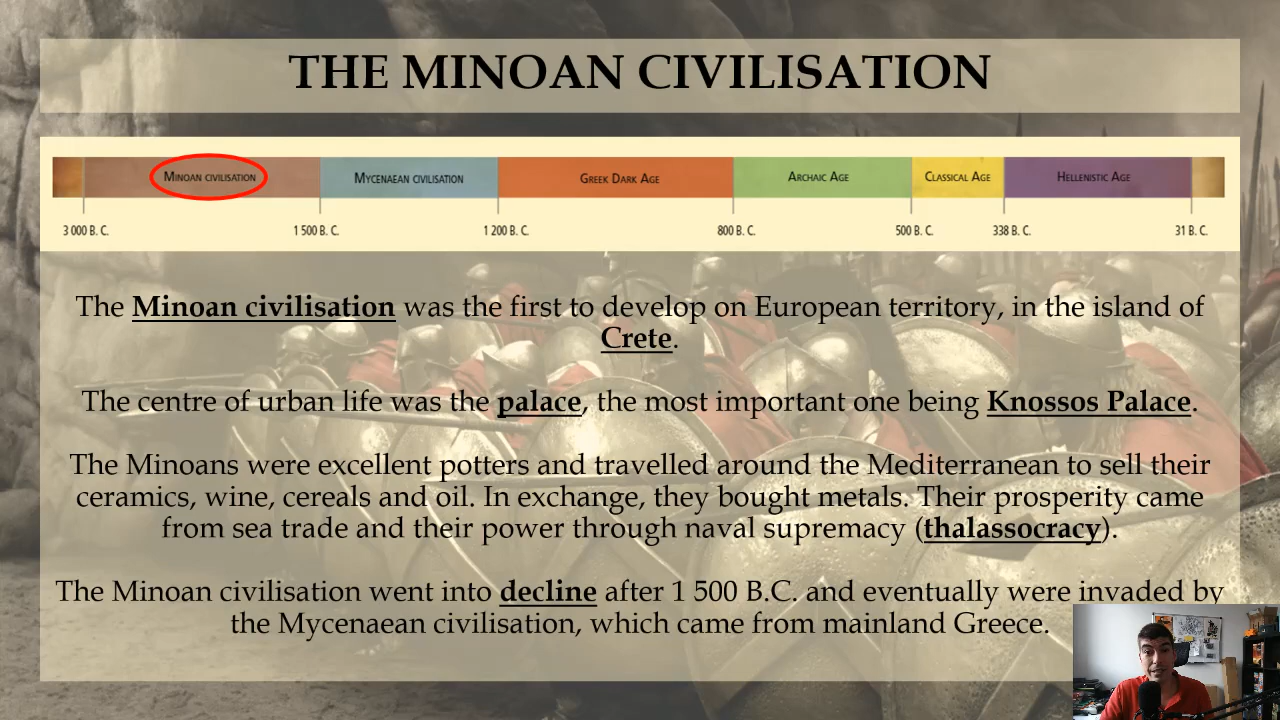 THE MINOAN CIVILISATION
MINOAN CIVILISATION
MYCENAEAN CIVILISATION
GREEK DARK AGE
ARCHAIC AGE
CLASSICAL AGE
HELLENISTIC AGE
3 000 B. C.
1 500 B. C.
1 200 B. C.
800 B. C.
500 B. C.
338 B. C.
31 B. C.
The Minoan civilisation was the first to develop on European territory, in the island of
Crete.
The centre of urban life was the palace, the most important one being Knossos Palace.
The Minoans were excellent potters and travelled around the Mediterranean to sell their
ceramics, wine, cereals and oil. In exchange, they bought metals. Their prosperity came
from sea trade and their power through naval supremacy (thalassocracy).
The Minoan civilisation went into decline after 1 500 B.C. and eventually were invaded by
the Mycenaean civilisation, which came from mainland Greece.